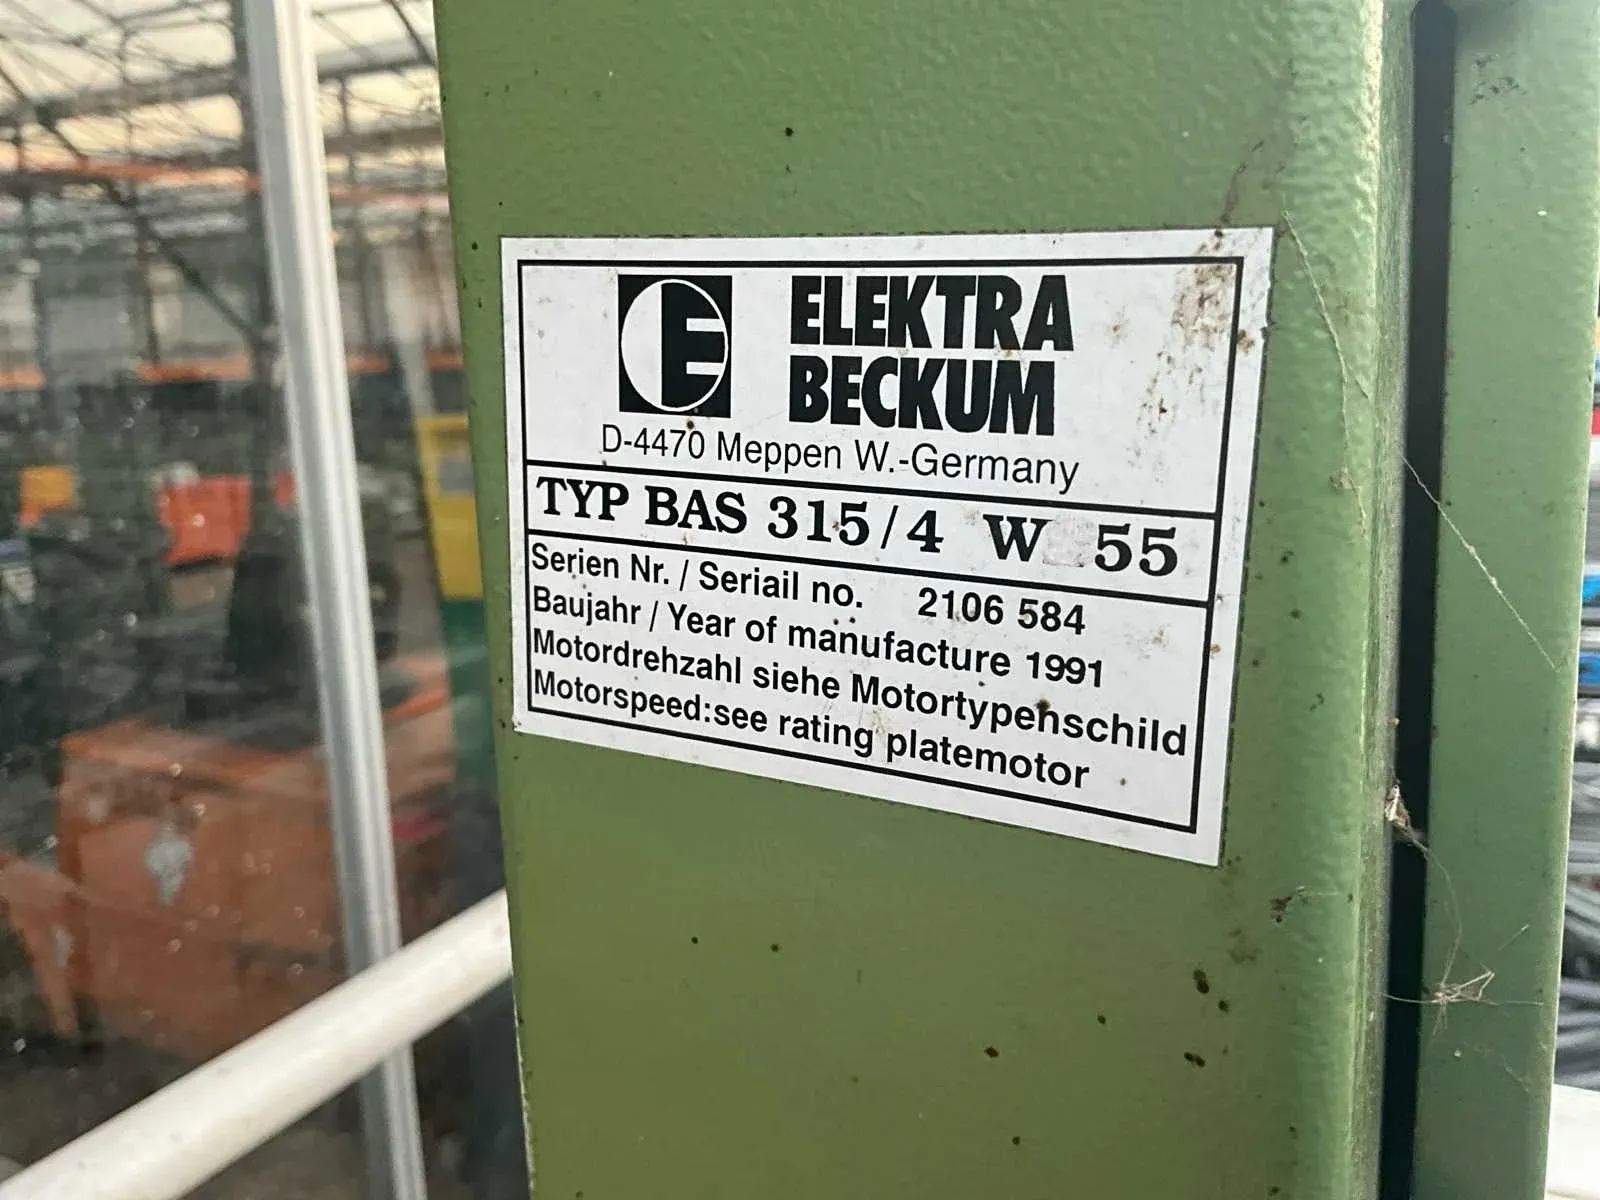 ELEKTRA
BECKUM
D-4470 Meppen W.-Germany
TYP BAS 315/4 W 55
Serien Nr. / Seriail no. 2106 584
Baujahr / Year of manufacture 1991
Motordrehzahl siehe Motortypenschild
Motorspeed:see rating platemotor